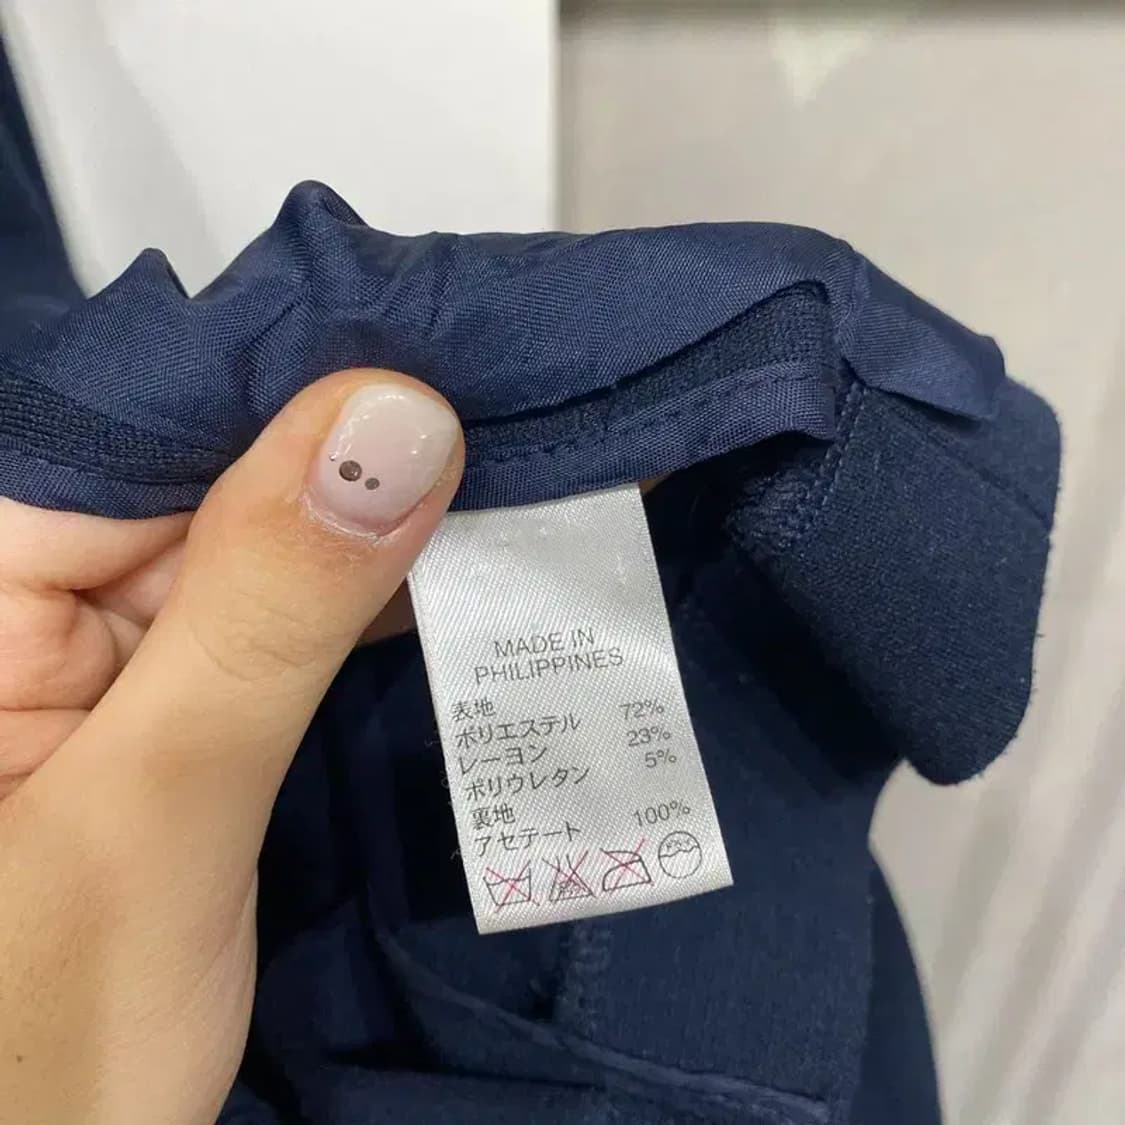 MADE IN
PHILIPPINES
表地
ポリエステル 72%
レーヨン 23%
ポリウレタン 5%
裏地
アセテート 100%